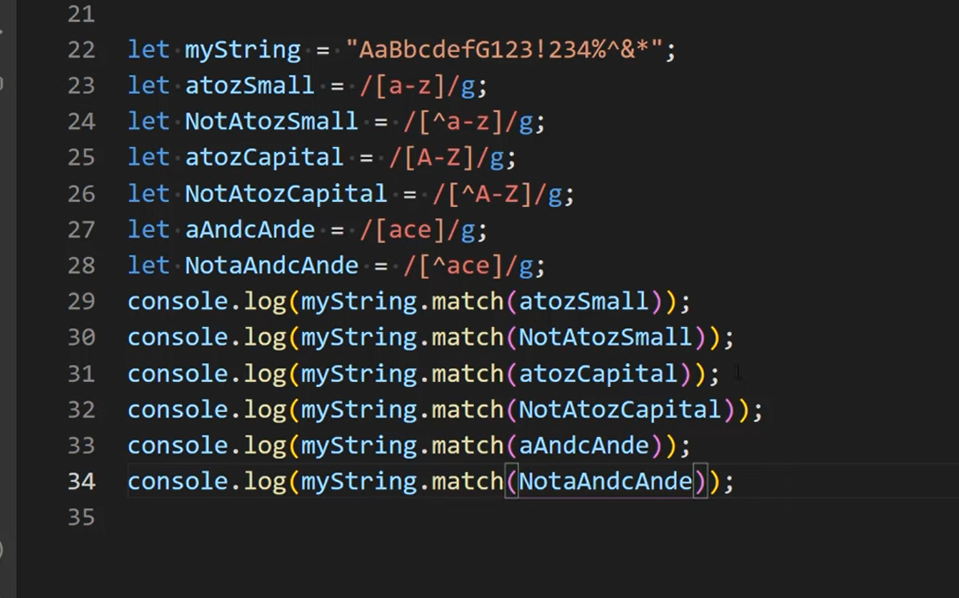 21
22 let myString = "AaBbcdefG123!234%^&*";
23 let atozSmall = /[a-z]/g;
24 let NotAtozSmall = /[^a-z]/g;
25 let atozCapital = /[A-Z]/g;
26 let NotAtozCapital = /[^A-Z]/g;
27 let aAndcAnde = /[ace]/g;
28 let NotaAndcAnde = /[^ace]/g;
29 console.log(myString.match(atozSmall));
30 console.log(myString.match(NotAtozSmall));
31 console.log(myString.match(atozCapital));
32 console.log(myString.match(NotAtozCapital));
33 console.log(myString.match(aAndcAnde));
34 console.log(myString.match(NotaAndcAnde));
35